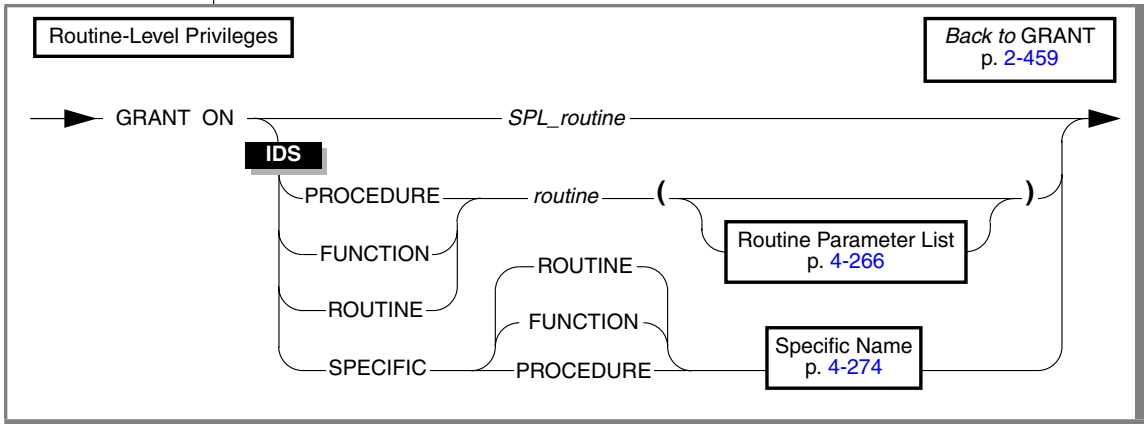 Routine-Level Privileges
Back to GRANT
p. 2-459
GRANT ON
SPL_routine
IDS
PROCEDURE
routine
(
)
FUNCTION
Routine Parameter List
p. 4-266
ROUTINE
ROUTINE
FUNCTION
SPECIFIC
PROCEDURE
Specific Name
p. 4-274